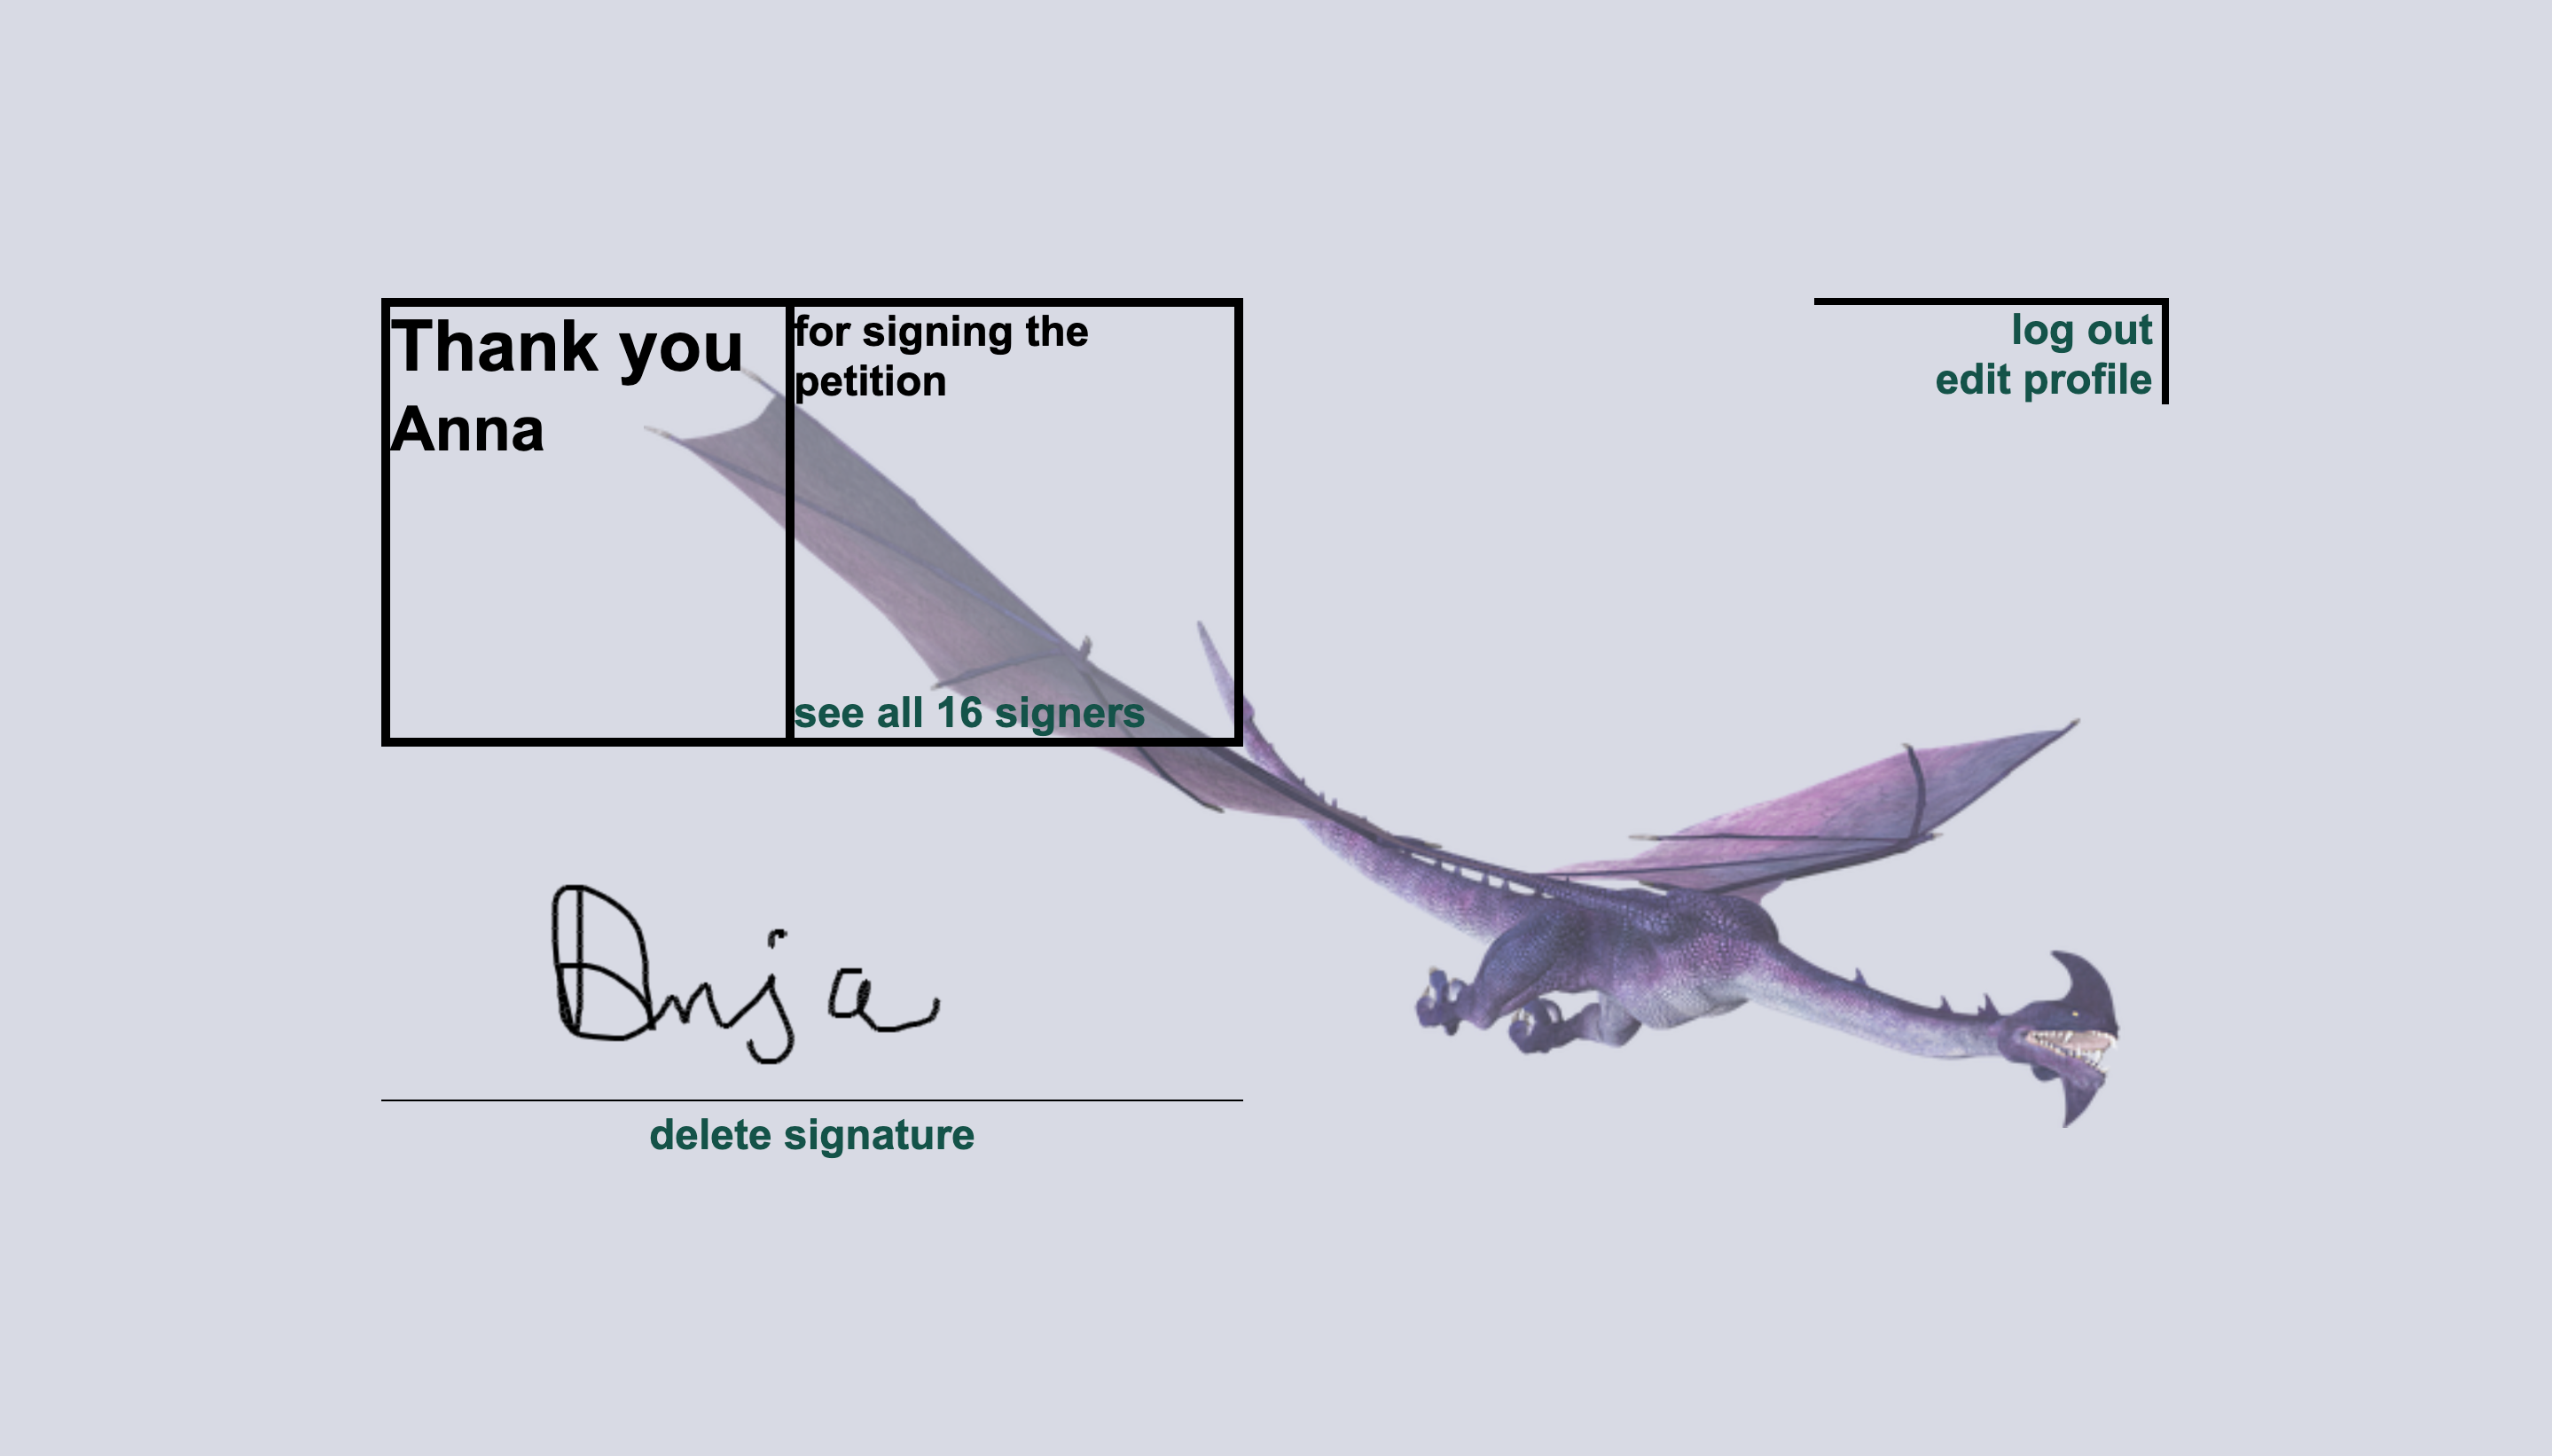 Thank you
Anna
for signing the
petition
see all 16 signers
log out
edit profile
Anja
delete signature